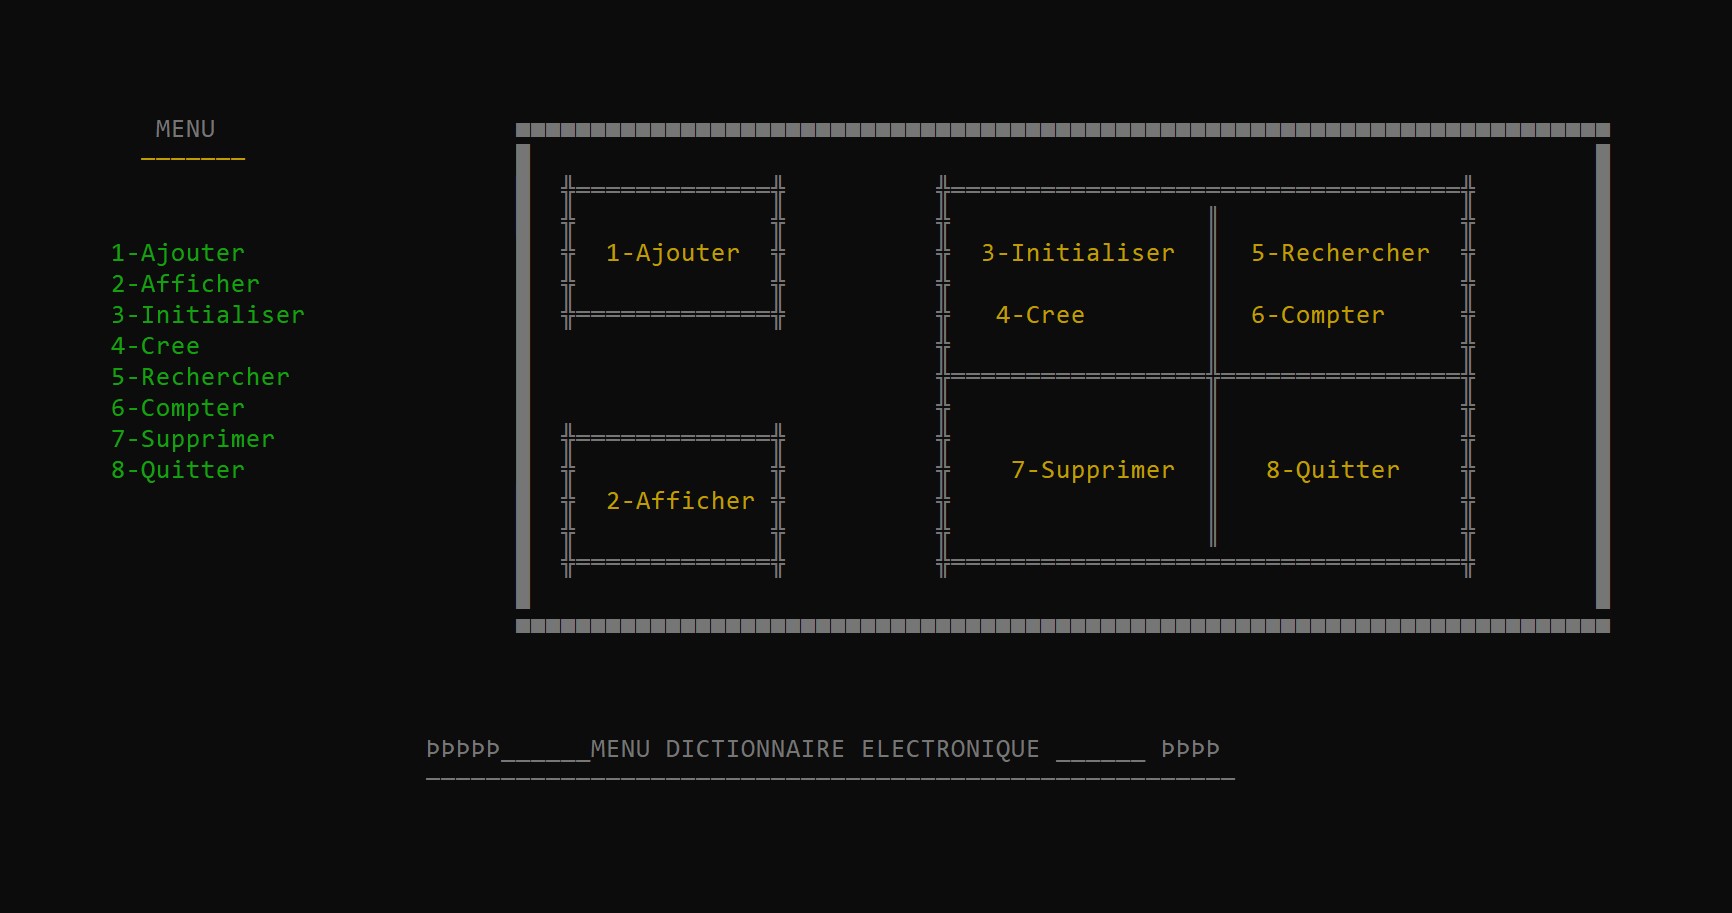 MENU
1-Ajouter
2-Afficher
3-Initialiser
4-Cree
5-Rechercher
6-Compter
7-Supprimer
8-Quitter
1-Ajouter
2-Afficher
3-Initialiser
4-Cree
5-Rechercher
6-Compter
7-Supprimer
8-Quitter
ÞÞÞÞÞ______MENU DICTIONNAIRE ELECTRONIQUE ______ ÞÞÞÞ